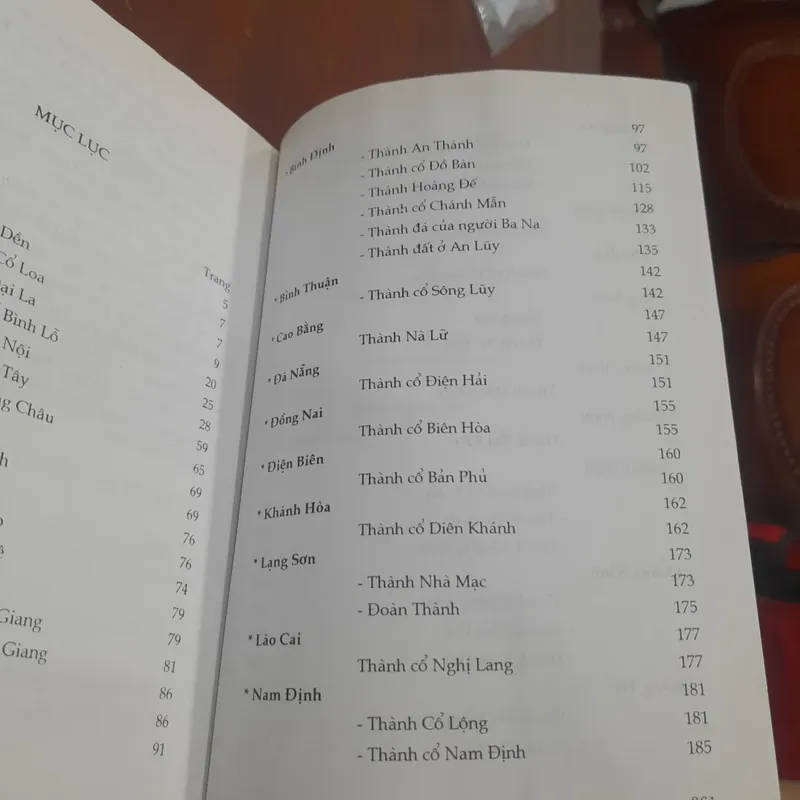 MỤC LỤC
Trang
Dền 5
Cổ Loa 7
Đại La 7
Bình Lỗ 9
Nội 20
Tây 25
ng Châu 28
59
65
69
69
76
76
74
Giang 79
Giang 79
81
86
86
91
*Bình Định 97
- Thành An Thành 97
- Thành cổ Đồ Bàn 102
- Thành Hoàng Đế 115
- Thành cổ Chánh Mẫn 128
- Thành đá của người Ba Na 133
- Thành đất ở An Lũy 135
*Bình Thuận 142
- Thành cổ Sông Lũy 142
*Cao Bằng 147
Thành Nà Lữ 147
*Đà Nẵng 151
Thành cổ Điện Hải 151
*Đồng Nai 155
Thành cổ Biên Hòa 155
*Điện Biên 160
Thành cổ Bản Phủ 160
*Khánh Hòa 162
Thành cổ Diên Khánh 162
*Lạng Sơn 173
- Thành Nhà Mạc 173
- Đoàn Thành 175
*Lào Cai 177
Thành cổ Nghị Lang 177
*Nam Định 181
- Thành Cổ Lộng 181
- Thành cổ Nam Định 185